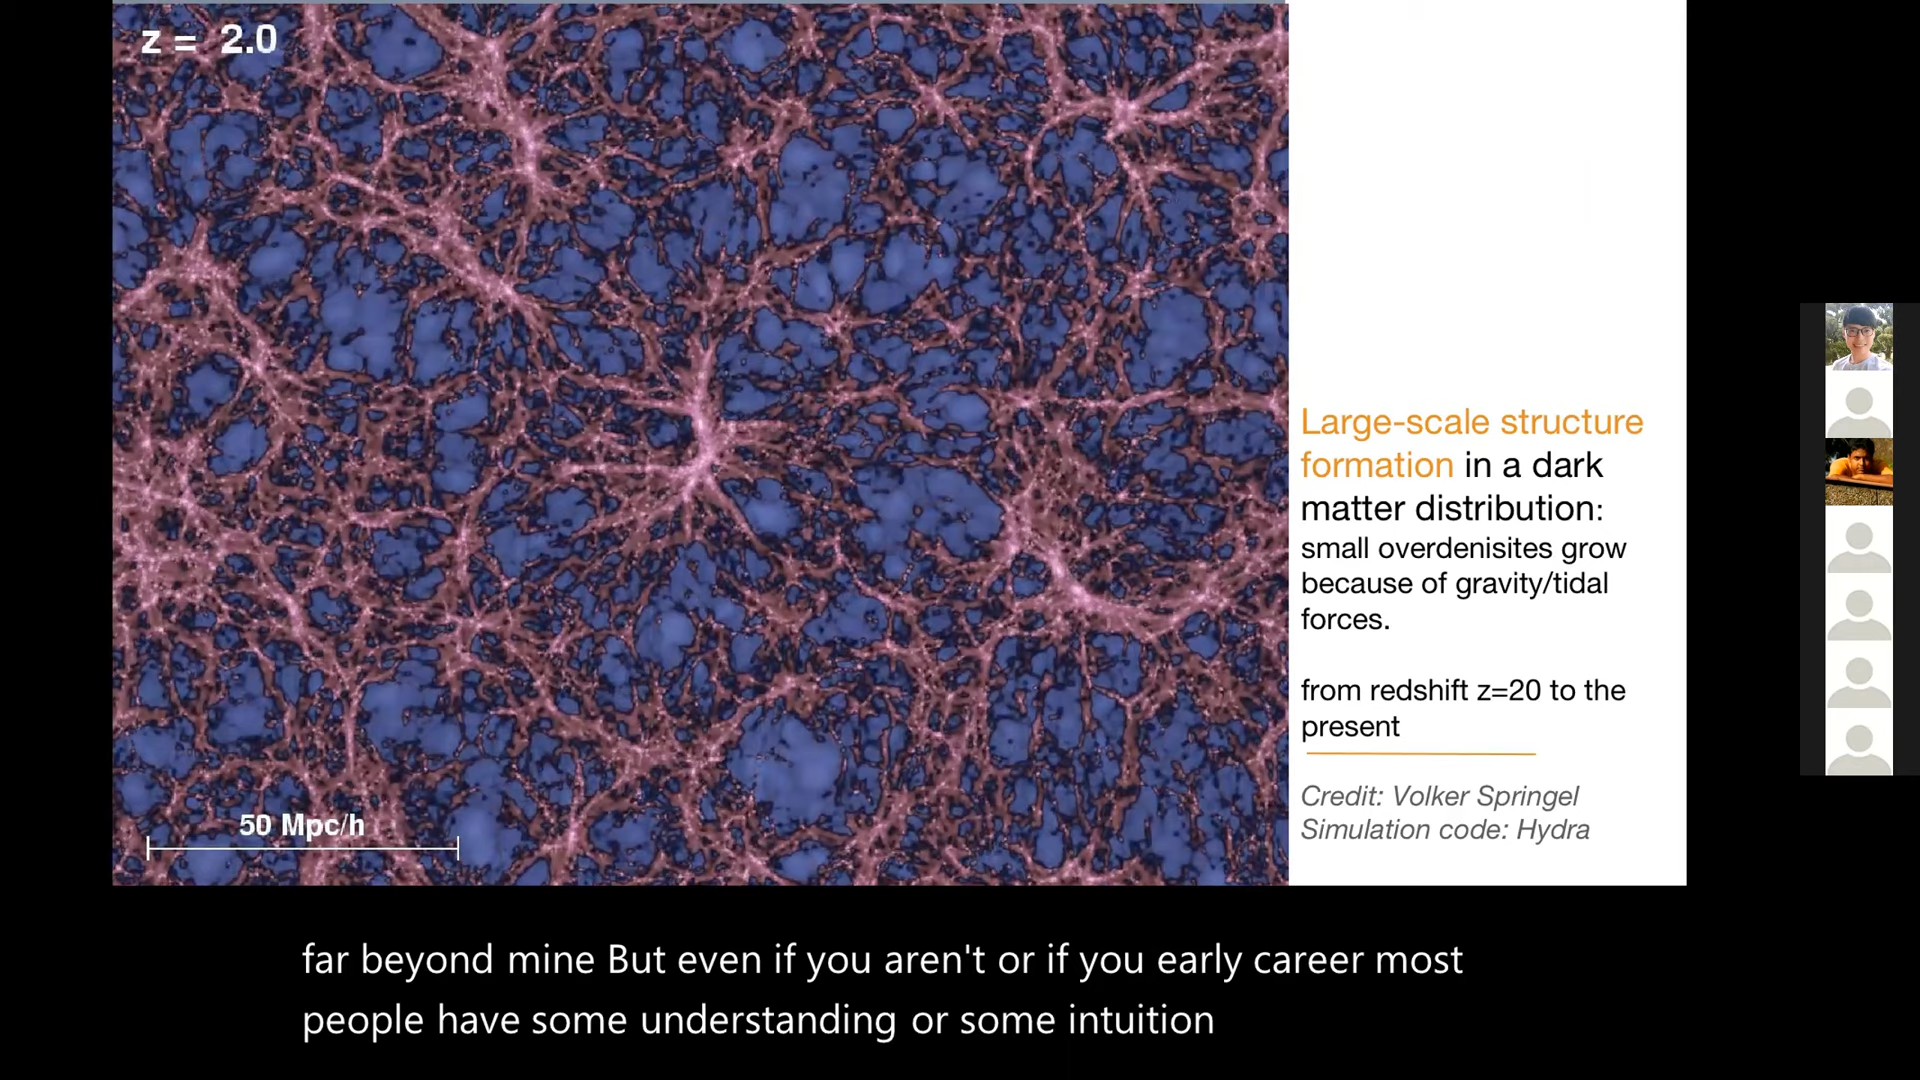 z = 2.0
50 Mpc/h
Large-scale structure
formation in a dark
matter distribution:
small overdenisites grow
because of gravity/tidal
forces.
from redshift z=20 to the
present
Credit: Volker Springel
Simulation code: Hydra
far beyond mine But even if you aren't or if you early career most
people have some understanding or some intuition